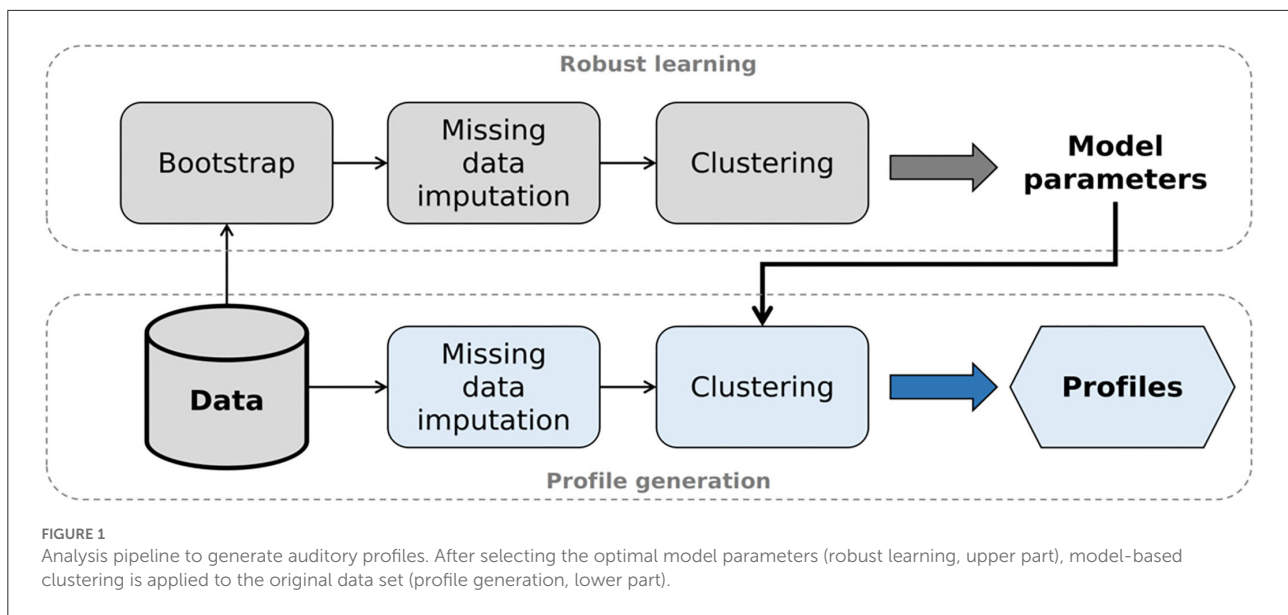 Robust learning
Bootstrap
Missing
data
imputation
Clustering
Model
parameters
Data
Missing
data
imputation
Clustering
Profiles
Profile generation
FIGURE 1
Analysis pipeline to generate auditory profiles. After selecting the optimal model parameters (robust learning, upper part), model-based
clustering is applied to the original data set (profile generation, lower part).